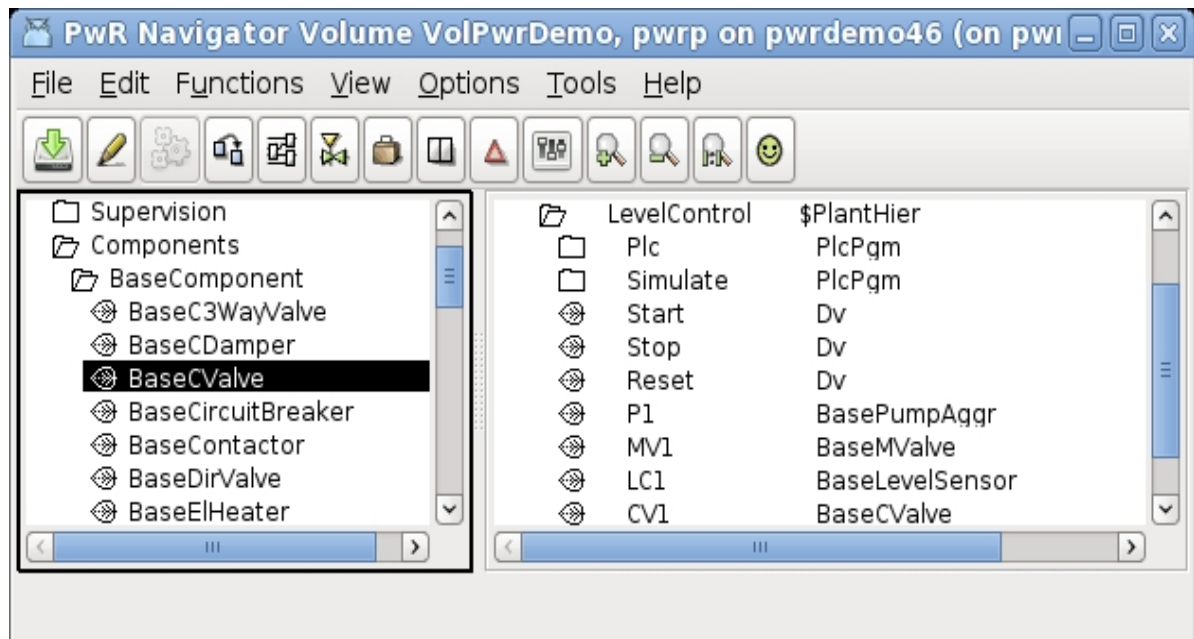 PwR Navigator Volume VolPwrDemo, pwrp on pwrdemo46 (on pwr
File Edit Functions View Options Tools Help
Supervision
Components
BaseComponent
BaseC3WayValve
BaseCDamper
BaseCValve
BaseCircuitBreaker
BaseContactor
BaseDirValve
BaseElHeater
LevelControl $PlantHier
Plc PlcPgm
Simulate PlcPgm
Start Dv
Stop Dv
Reset Dv
P1 BasePumpAggr
MV1 BaseMValve
LC1 BaseLevelSensor
CV1 BaseCValve